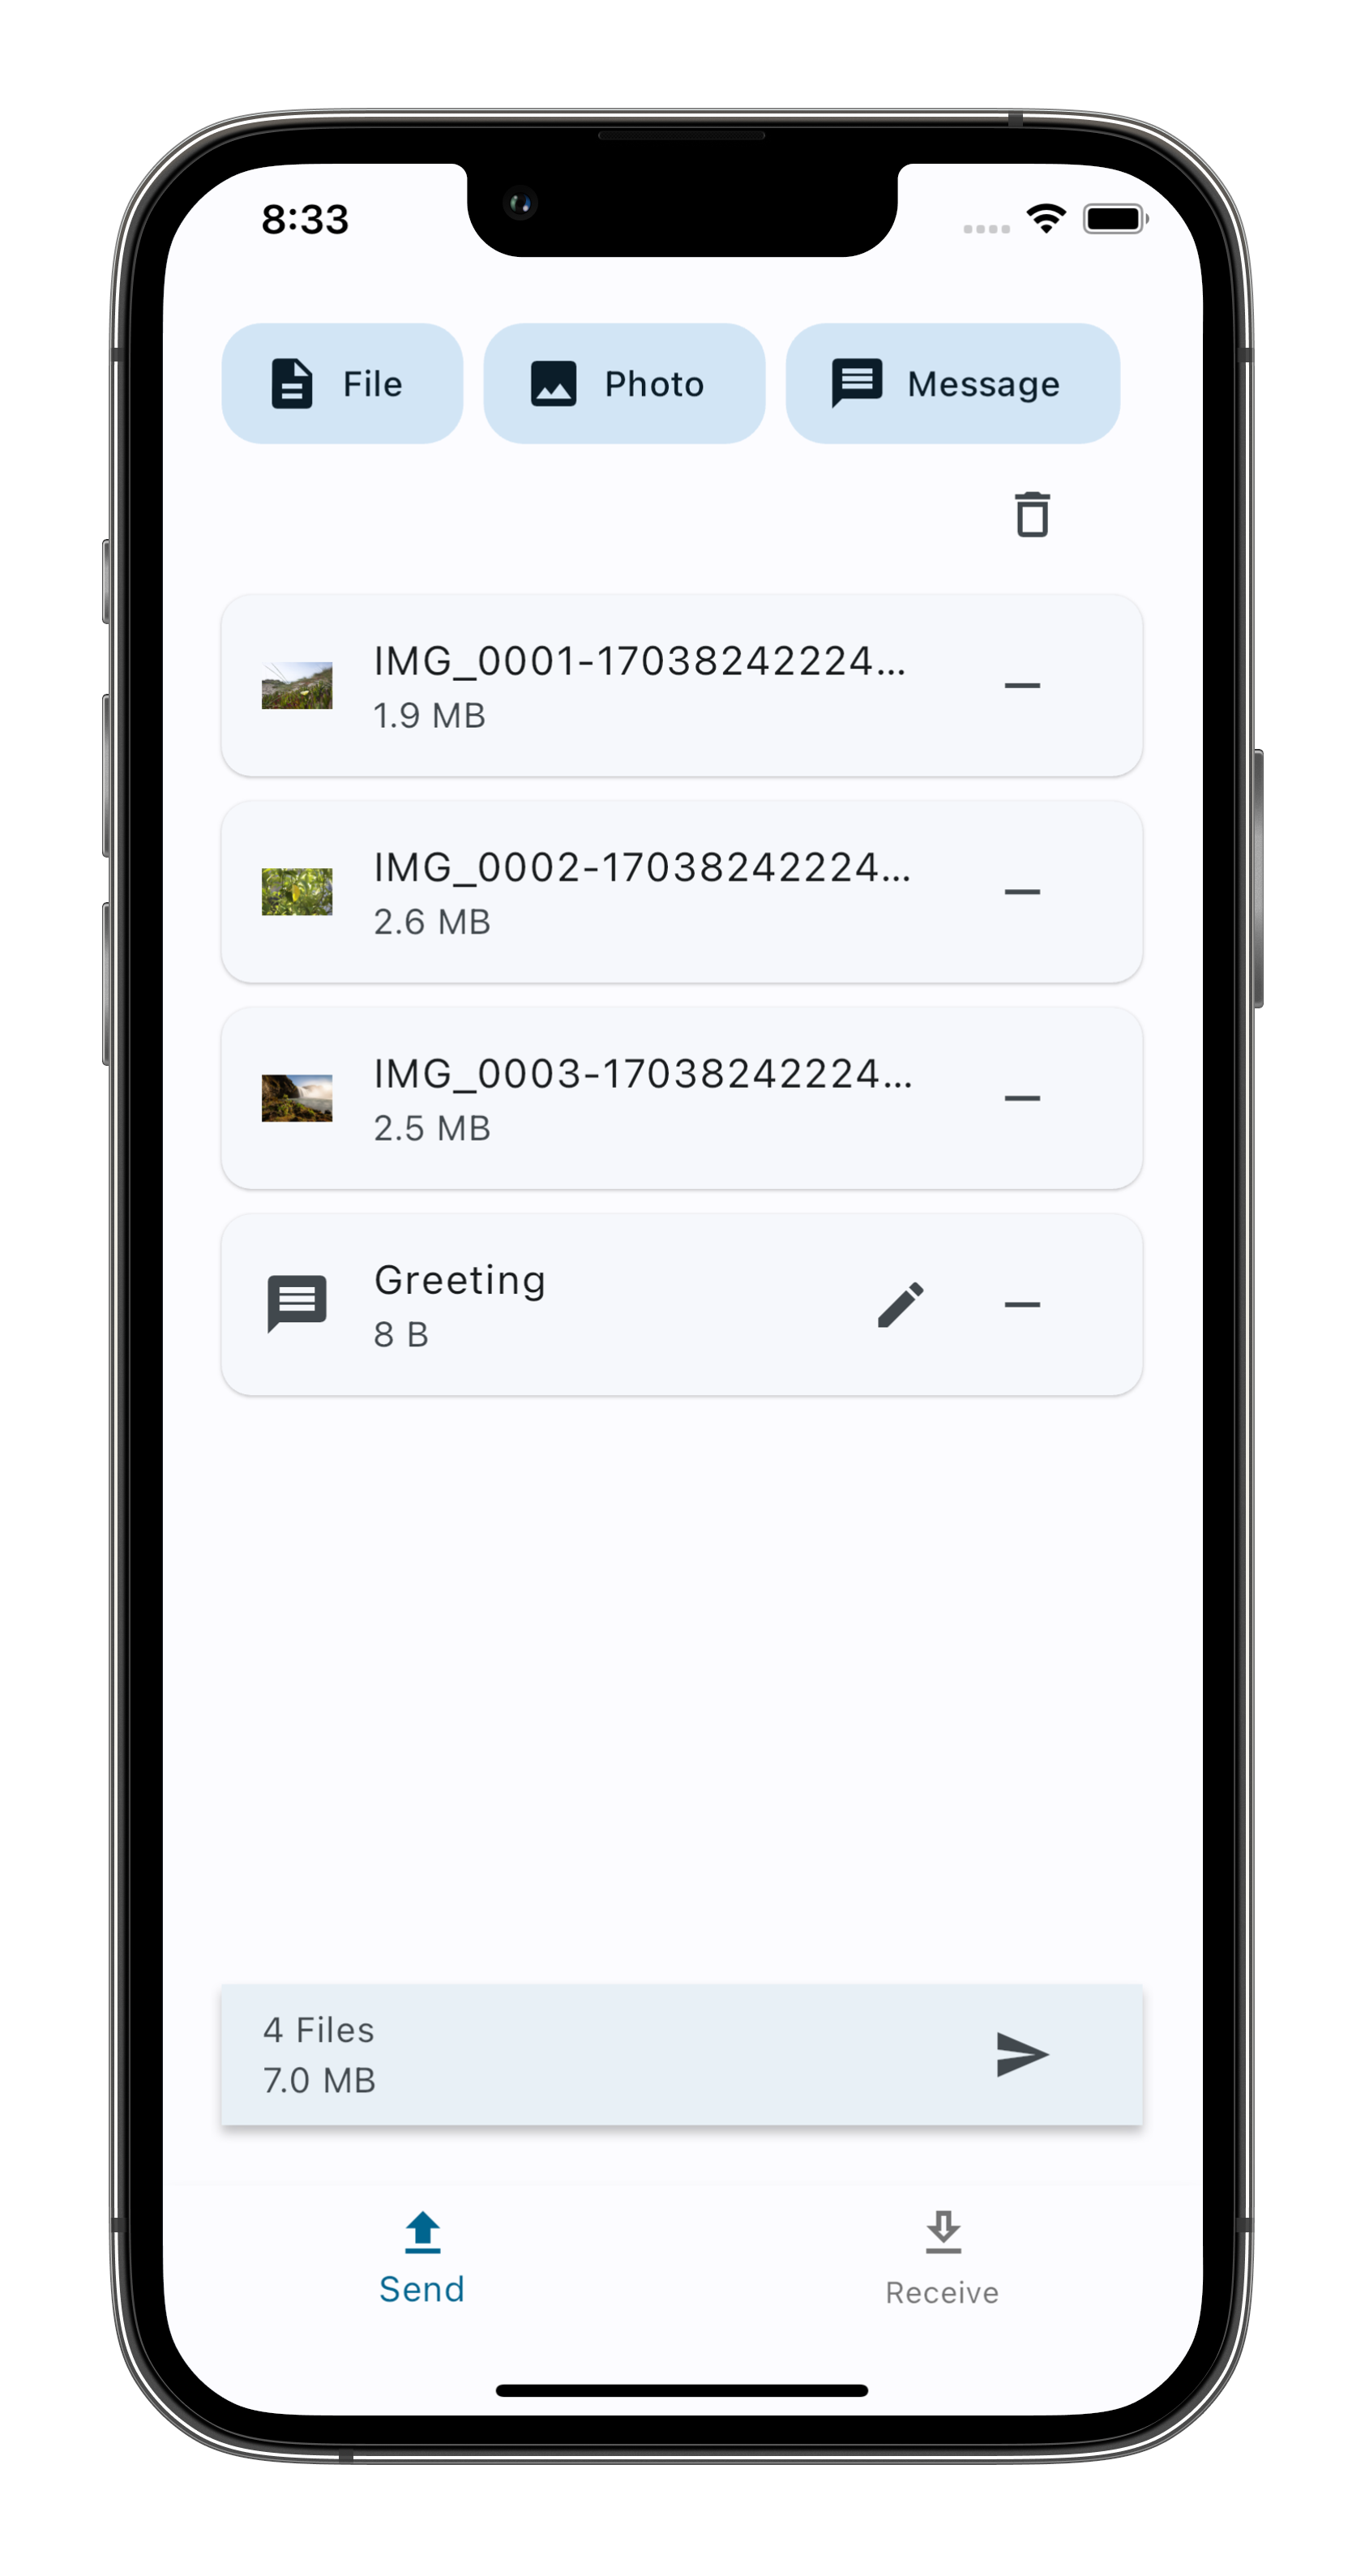 8:33
File Photo Message
IMG_0001-17038242224...
1.9 MB
IMG_0002-17038242224...
2.6 MB
IMG_0003-17038242224...
2.5 MB
Greeting
8 B
4 Files
7.0 MB
Send Receive